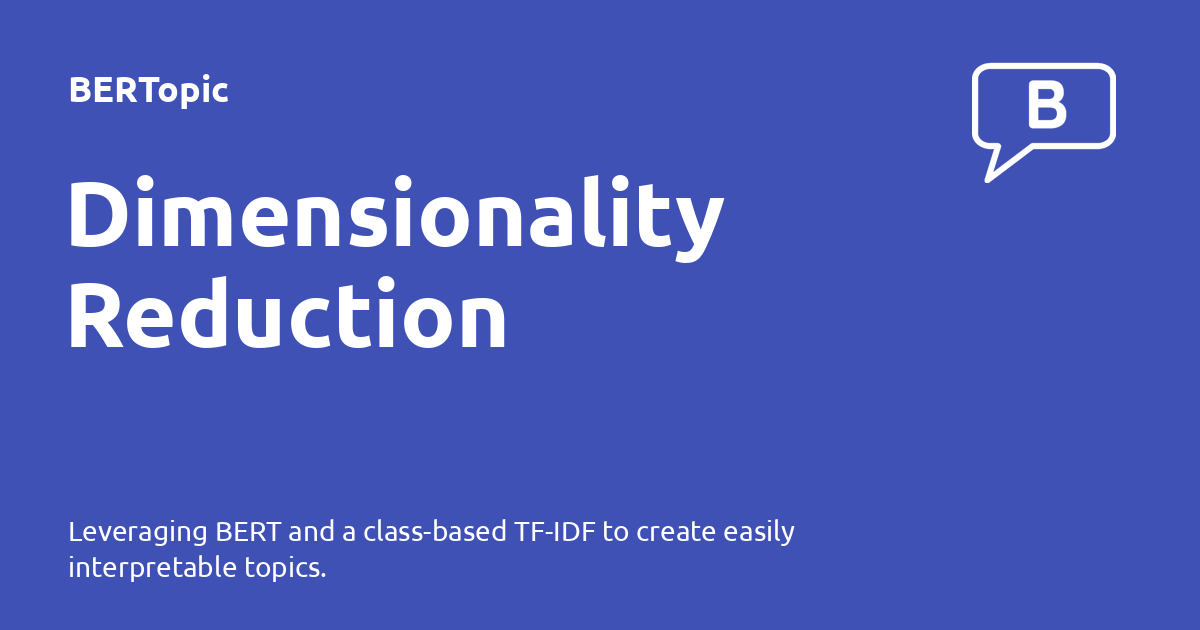 BERTopic
B
Dimensionality
Reduction
Leveraging BERT and a class-based TF-IDF to create easily
interpretable topics.